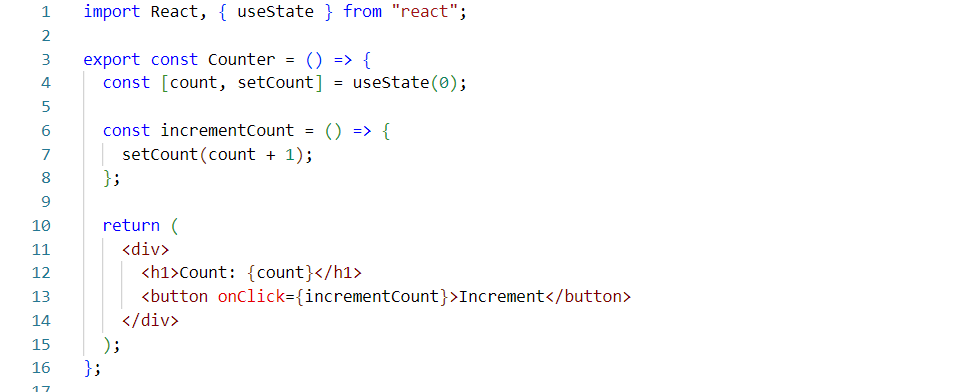 1 import React, { useState } from "react";
2
3 export const Counter = () => {
4 const [count, setCount] = useState(0);
5
6 const incrementCount = () => {
7 setCount(count + 1);
8 };
9
10 return (
11 <div>
12 <h1>Count: {count}</h1>
13 <button onClick={incrementCount}>Increment</button>
14 </div>
15 );
16 };
17